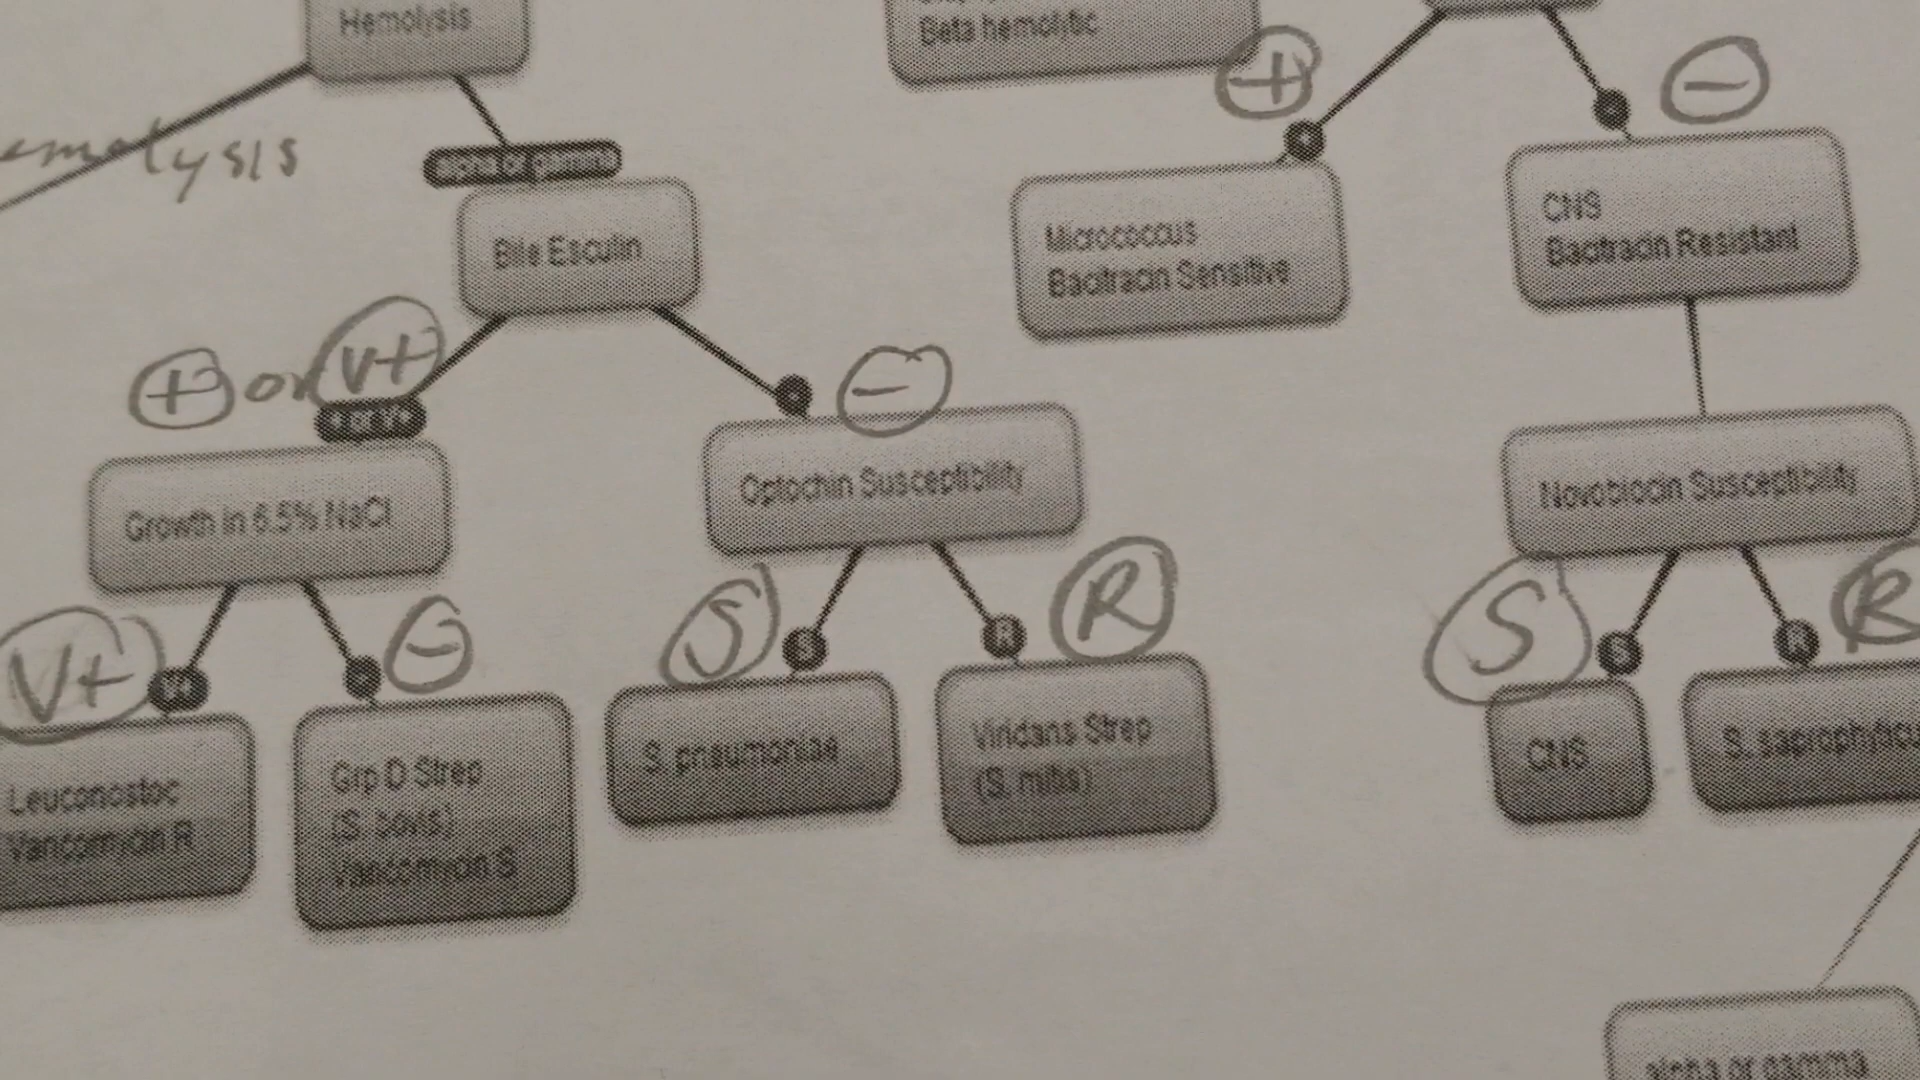 Hemolysis
Beta hemolytic
+
-
emolysis
alpha or gamma
Bile Esculin
Micrococcus
Bacitracin Sensitive
CNS
Bacitracin Resistant
+ or V+
+ or V+
-
Growth in 6.5% NaCl
Optochin Susceptibility
Novobiocin Susceptibility
V+
-
S
S
R
R
S
S
R
R
Leuconostoc
Vancomycin R
Grp D Strep
(S. bovis)
Vancomycin S
S. pneumoniae
Viridans Strep
(S. mitis)
CNS
S. saprophyticu
alpha or gamma